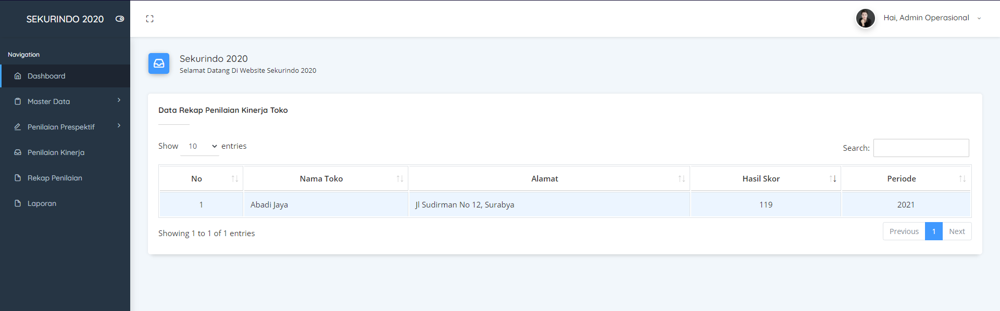 SEKURINDO 2020
Hai, Admin Operasional
Navigation
Dashboard
Master Data
Penilaian Prespektif
Penilaian Kinerja
Rekap Penilaian
Laporan
Sekurindo 2020
Selamat Datang Di Website Sekurindo 2020
Data Rekap Penilaian Kinerja Toko
Show 10 entries
Search:
No Nama Toko Alamat Hasil Skor Periode
1 Abadi Jaya Jl Sudirman No 12, Surabya 119 2021
Showing 1 to 1 of 1 entries
Previous 1 Next